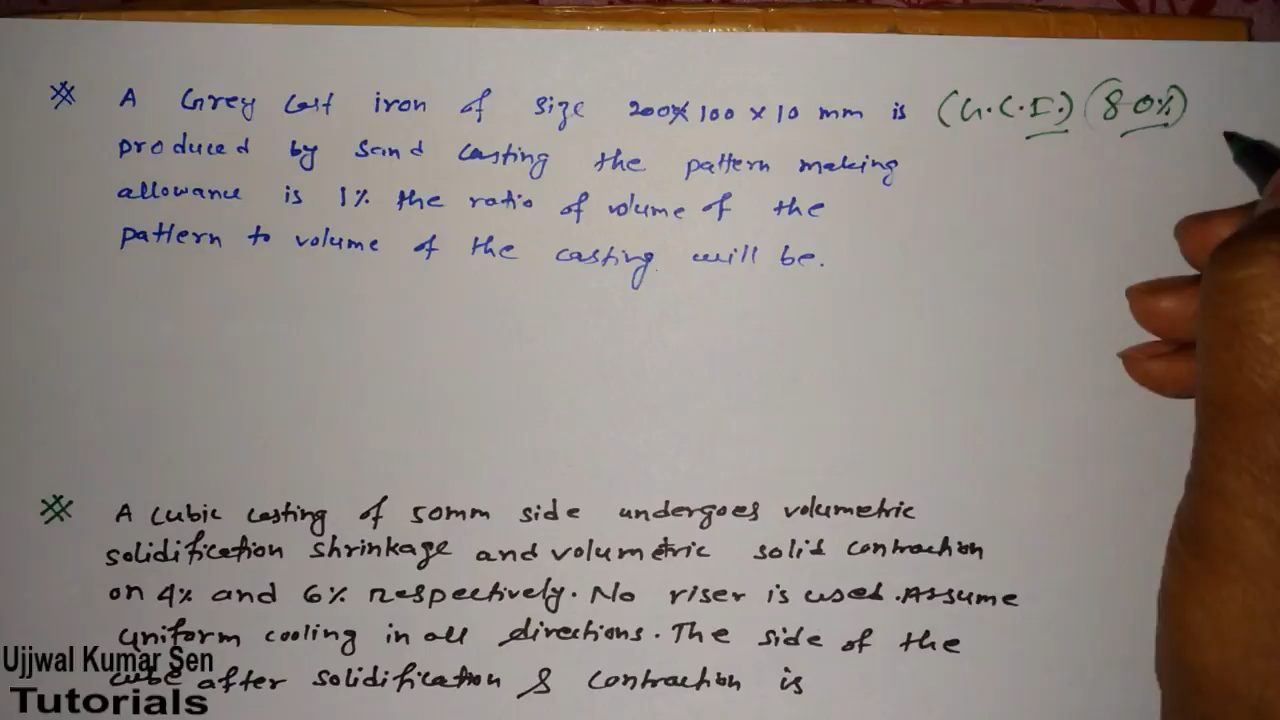 ※ A Grey Cast iron of size 200 x 100 x 10 mm is (G.C.I.) (80%)
produced by sand casting the pattern making
allowance is 1% the ratio of volume of the
pattern to volume of the casting will be.
※ A cubic casting of 50mm side undergoes volumetric
solidification shrinkage and volumetric solid contraction
on 4% and 6% respectively. No riser is used. Assume
uniform cooling in all directions. The side of the
cube after solidification & contraction is
Ujjwal Kumar Sen
Tutorials